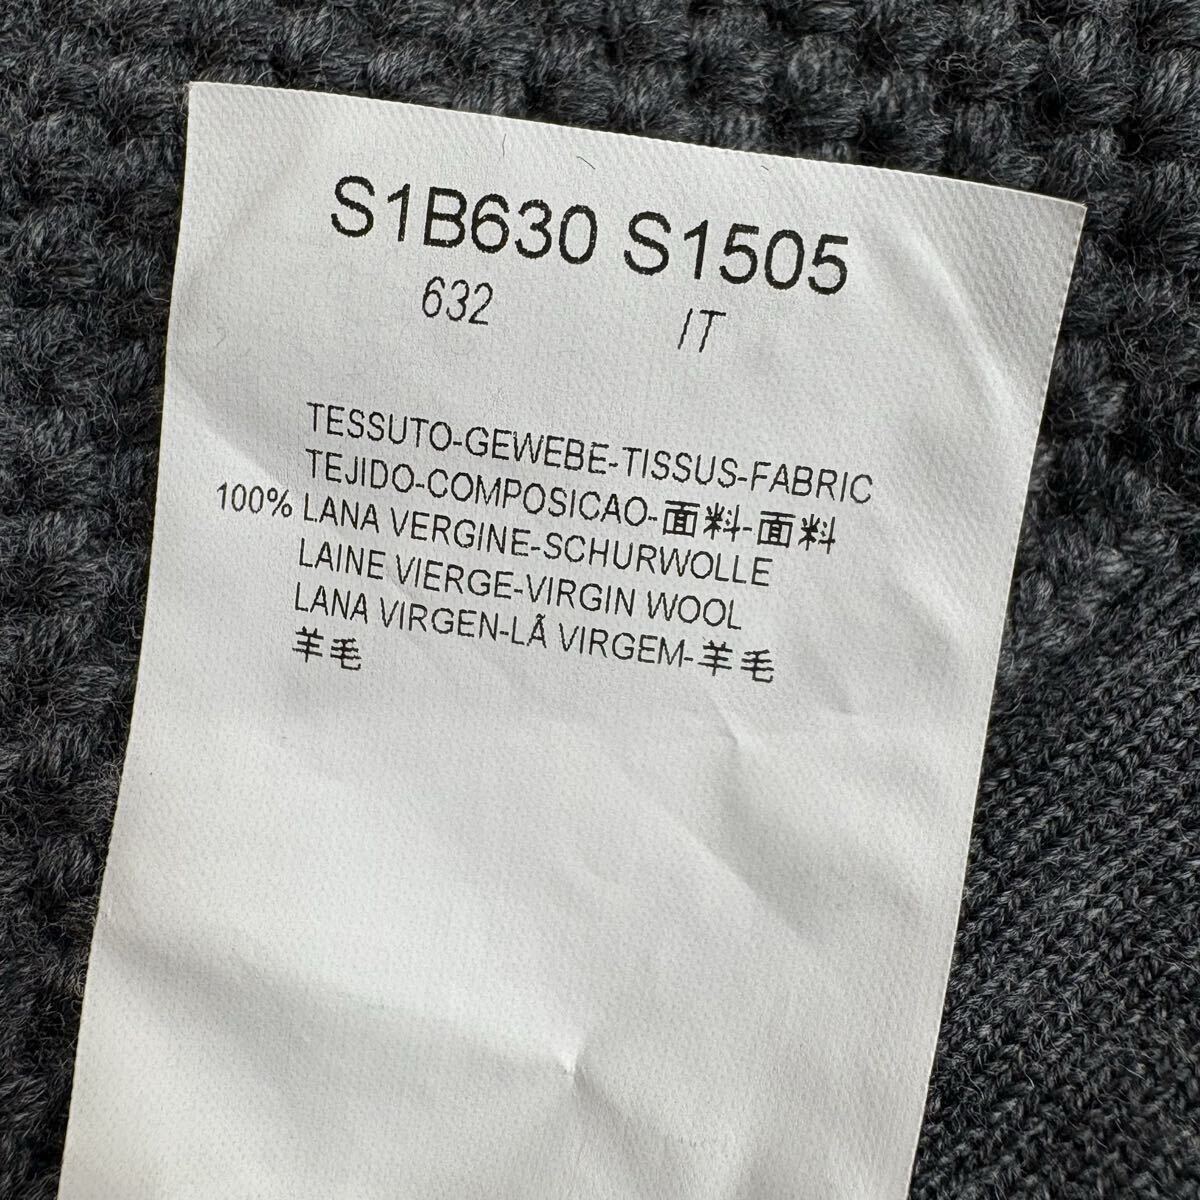 S1B630 S1505
632 IT
TESSUTO-GEWEBE-TISSUS-FABRIC
TEJIDO-COMPOSICAO-面料-面料
100% LANA VERGINE-SCHURWOLLE
LAINE VIERGE-VIRGIN WOOL
LANA VIRGEN-LÃ VIRGEM-羊毛
羊毛